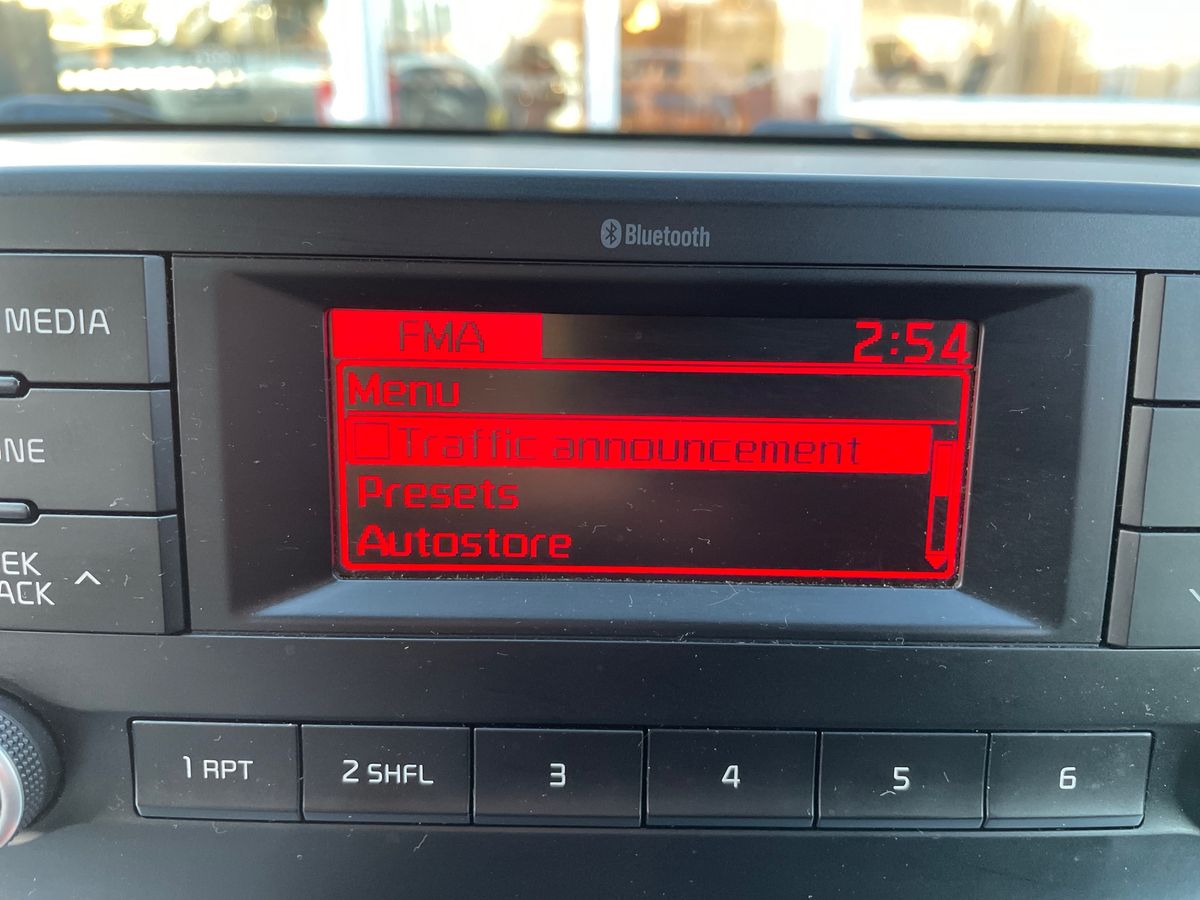 Bluetooth
MEDIA
FMA 2:54
Menu
Traffic announcement
Presets
Autostore
1 RPT
2 SHFL
3
4
5
6